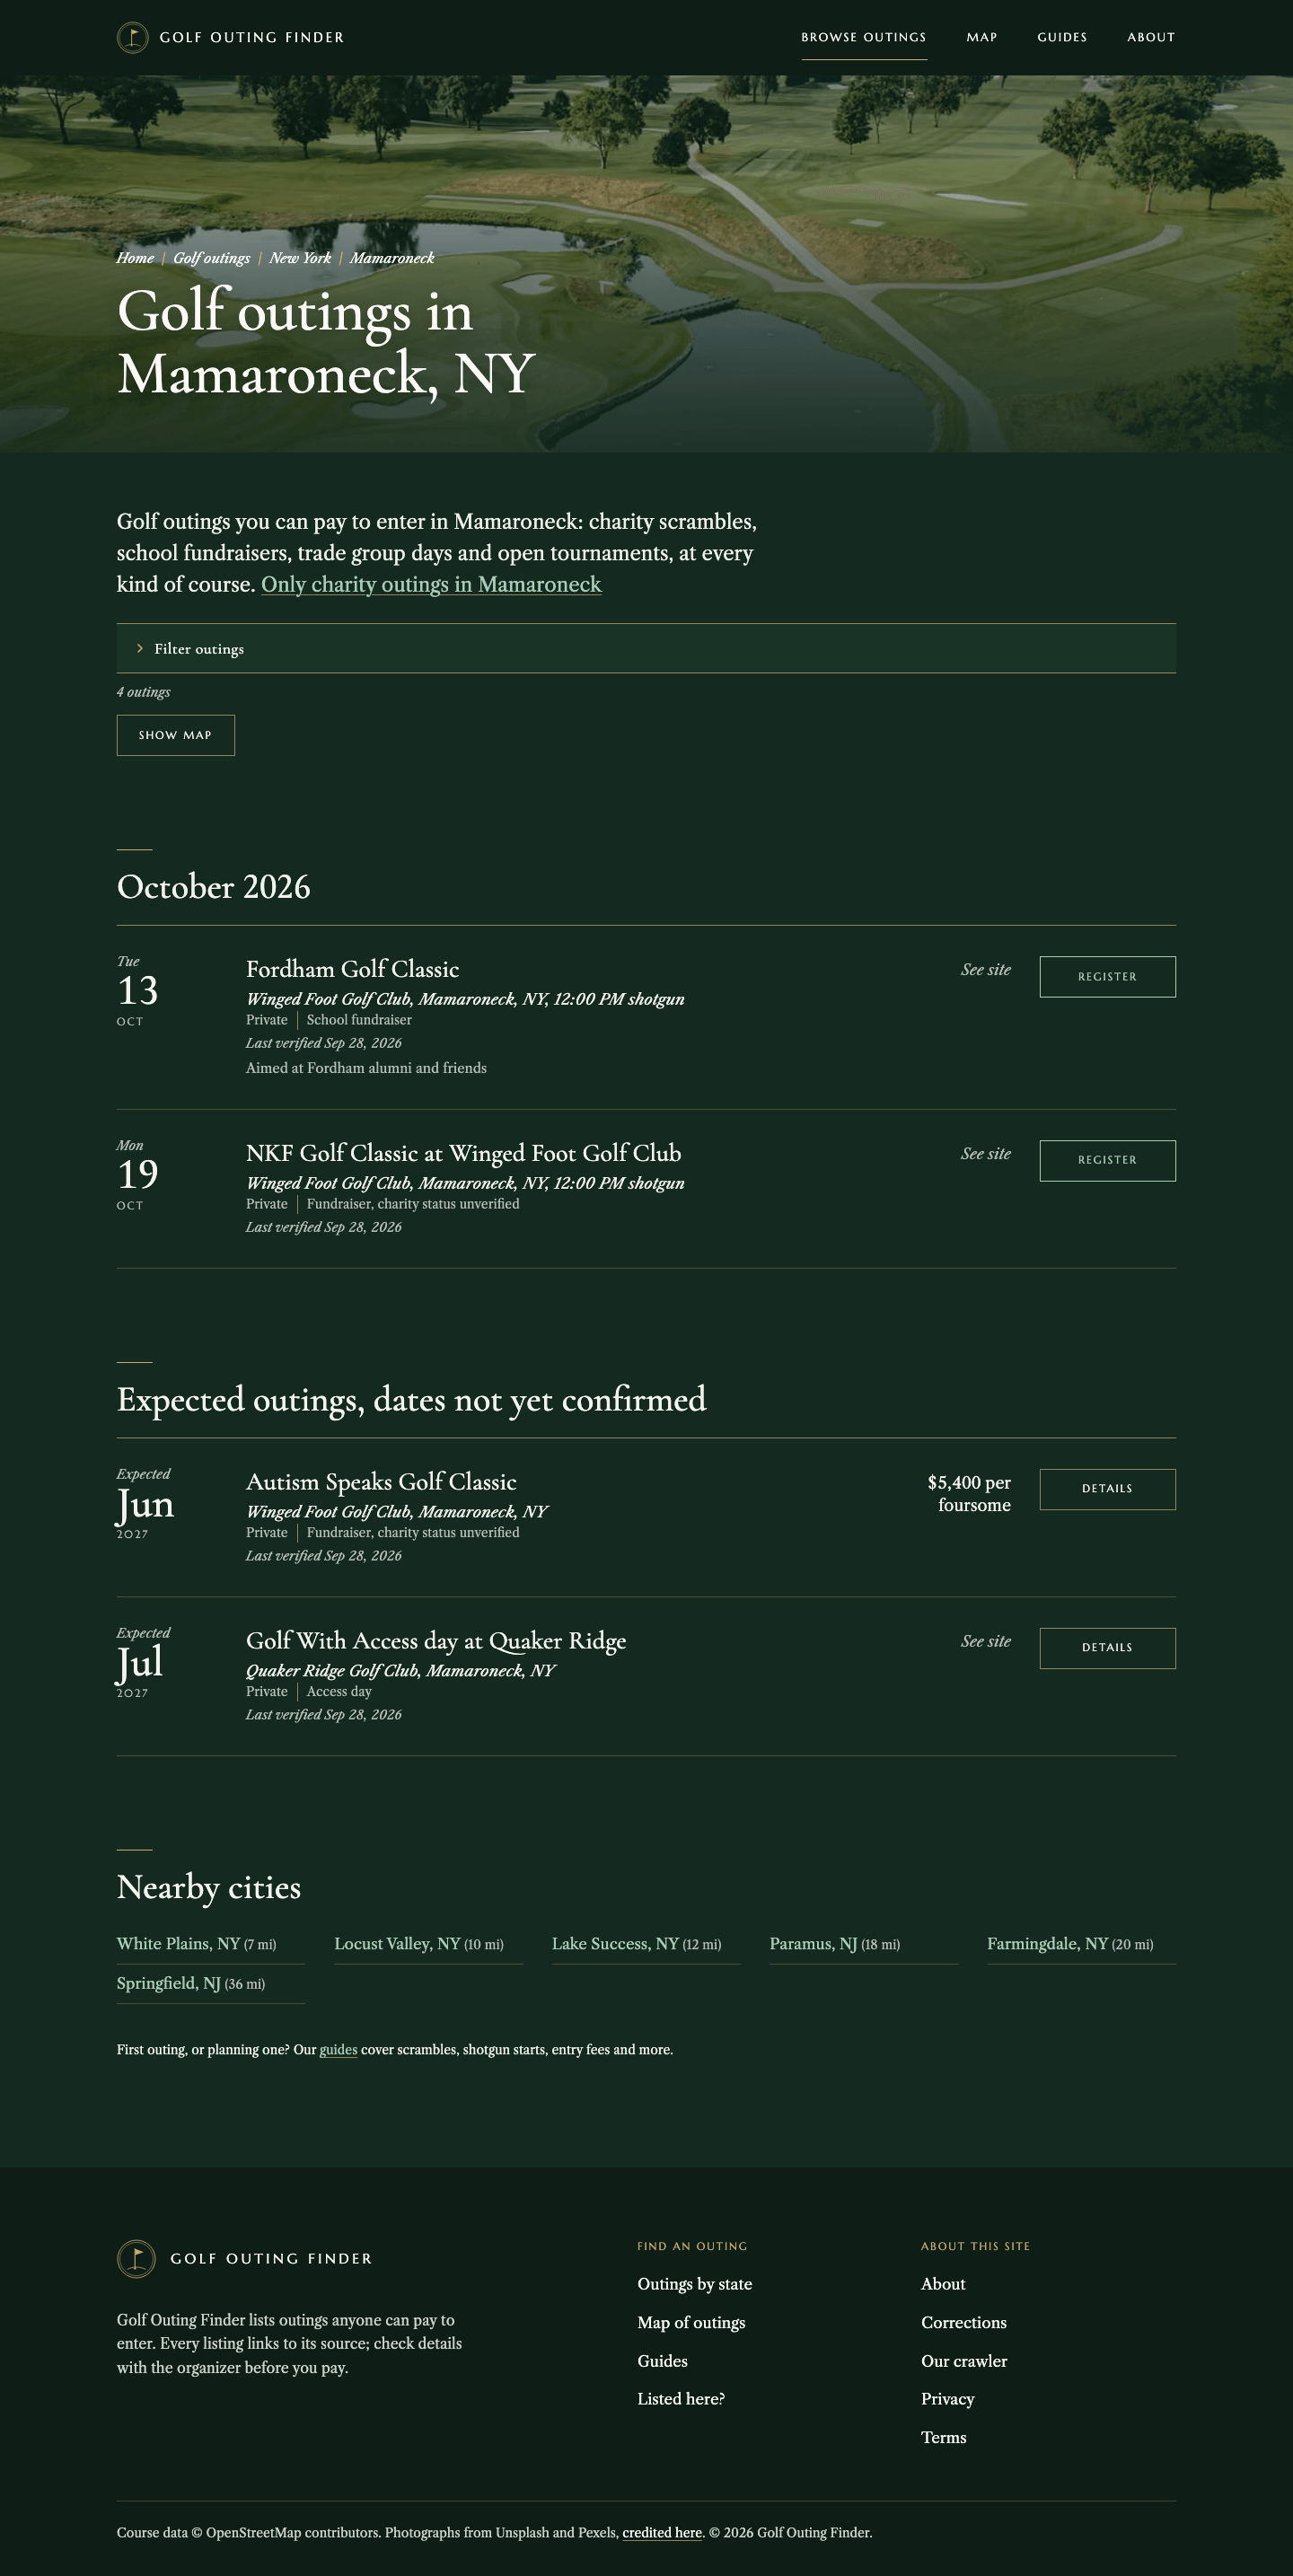 GOLF OUTING FINDER
BROWSE OUTINGS
MAP
GUIDES
ABOUT
Home | Golf outings | New York | Mamaroneck
Golf outings in
Mamaroneck, NY
Golf outings you can pay to enter in Mamaroneck: charity scrambles,
school fundraisers, trade group days and open tournaments, at every
kind of course. Only charity outings in Mamaroneck
Filter outings
4 outings
SHOW MAP
October 2026
Tue
13
OCT
Fordham Golf Classic
Winged Foot Golf Club, Mamaroneck, NY, 12:00 PM shotgun
Private | School fundraiser
Last verified Sep 28, 2026
Aimed at Fordham alumni and friends
See site
REGISTER
Mon
19
OCT
NKF Golf Classic at Winged Foot Golf Club
Winged Foot Golf Club, Mamaroneck, NY, 12:00 PM shotgun
Private | Fundraiser, charity status unverified
Last verified Sep 28, 2026
See site
REGISTER
Expected outings, dates not yet confirmed
Expected
Jun
2027
Autism Speaks Golf Classic
Winged Foot Golf Club, Mamaroneck, NY
Private | Fundraiser, charity status unverified
Last verified Sep 28, 2026
$5,400 per
foursome
DETAILS
Expected
Jul
2027
Golf With Access day at Quaker Ridge
Quaker Ridge Golf Club, Mamaroneck, NY
Private | Access day
Last verified Sep 28, 2026
See site
DETAILS
Nearby cities
White Plains, NY (7 mi)
Locust Valley, NY (10 mi)
Lake Success, NY (12 mi)
Paramus, NJ (18 mi)
Farmingdale, NY (20 mi)
Springfield, NJ (36 mi)
First outing, or planning one? Our guides cover scrambles, shotgun starts, entry fees and more.
GOLF OUTING FINDER
Golf Outing Finder lists outings anyone can pay to
enter. Every listing links to its source; check details
with the organizer before you pay.
FIND AN OUTING
Outings by state
Map of outings
Guides
Listed here?
ABOUT THIS SITE
About
Corrections
Our crawler
Privacy
Terms
Course data © OpenStreetMap contributors. Photographs from Unsplash and Pexels, credited here. © 2026 Golf Outing Finder.